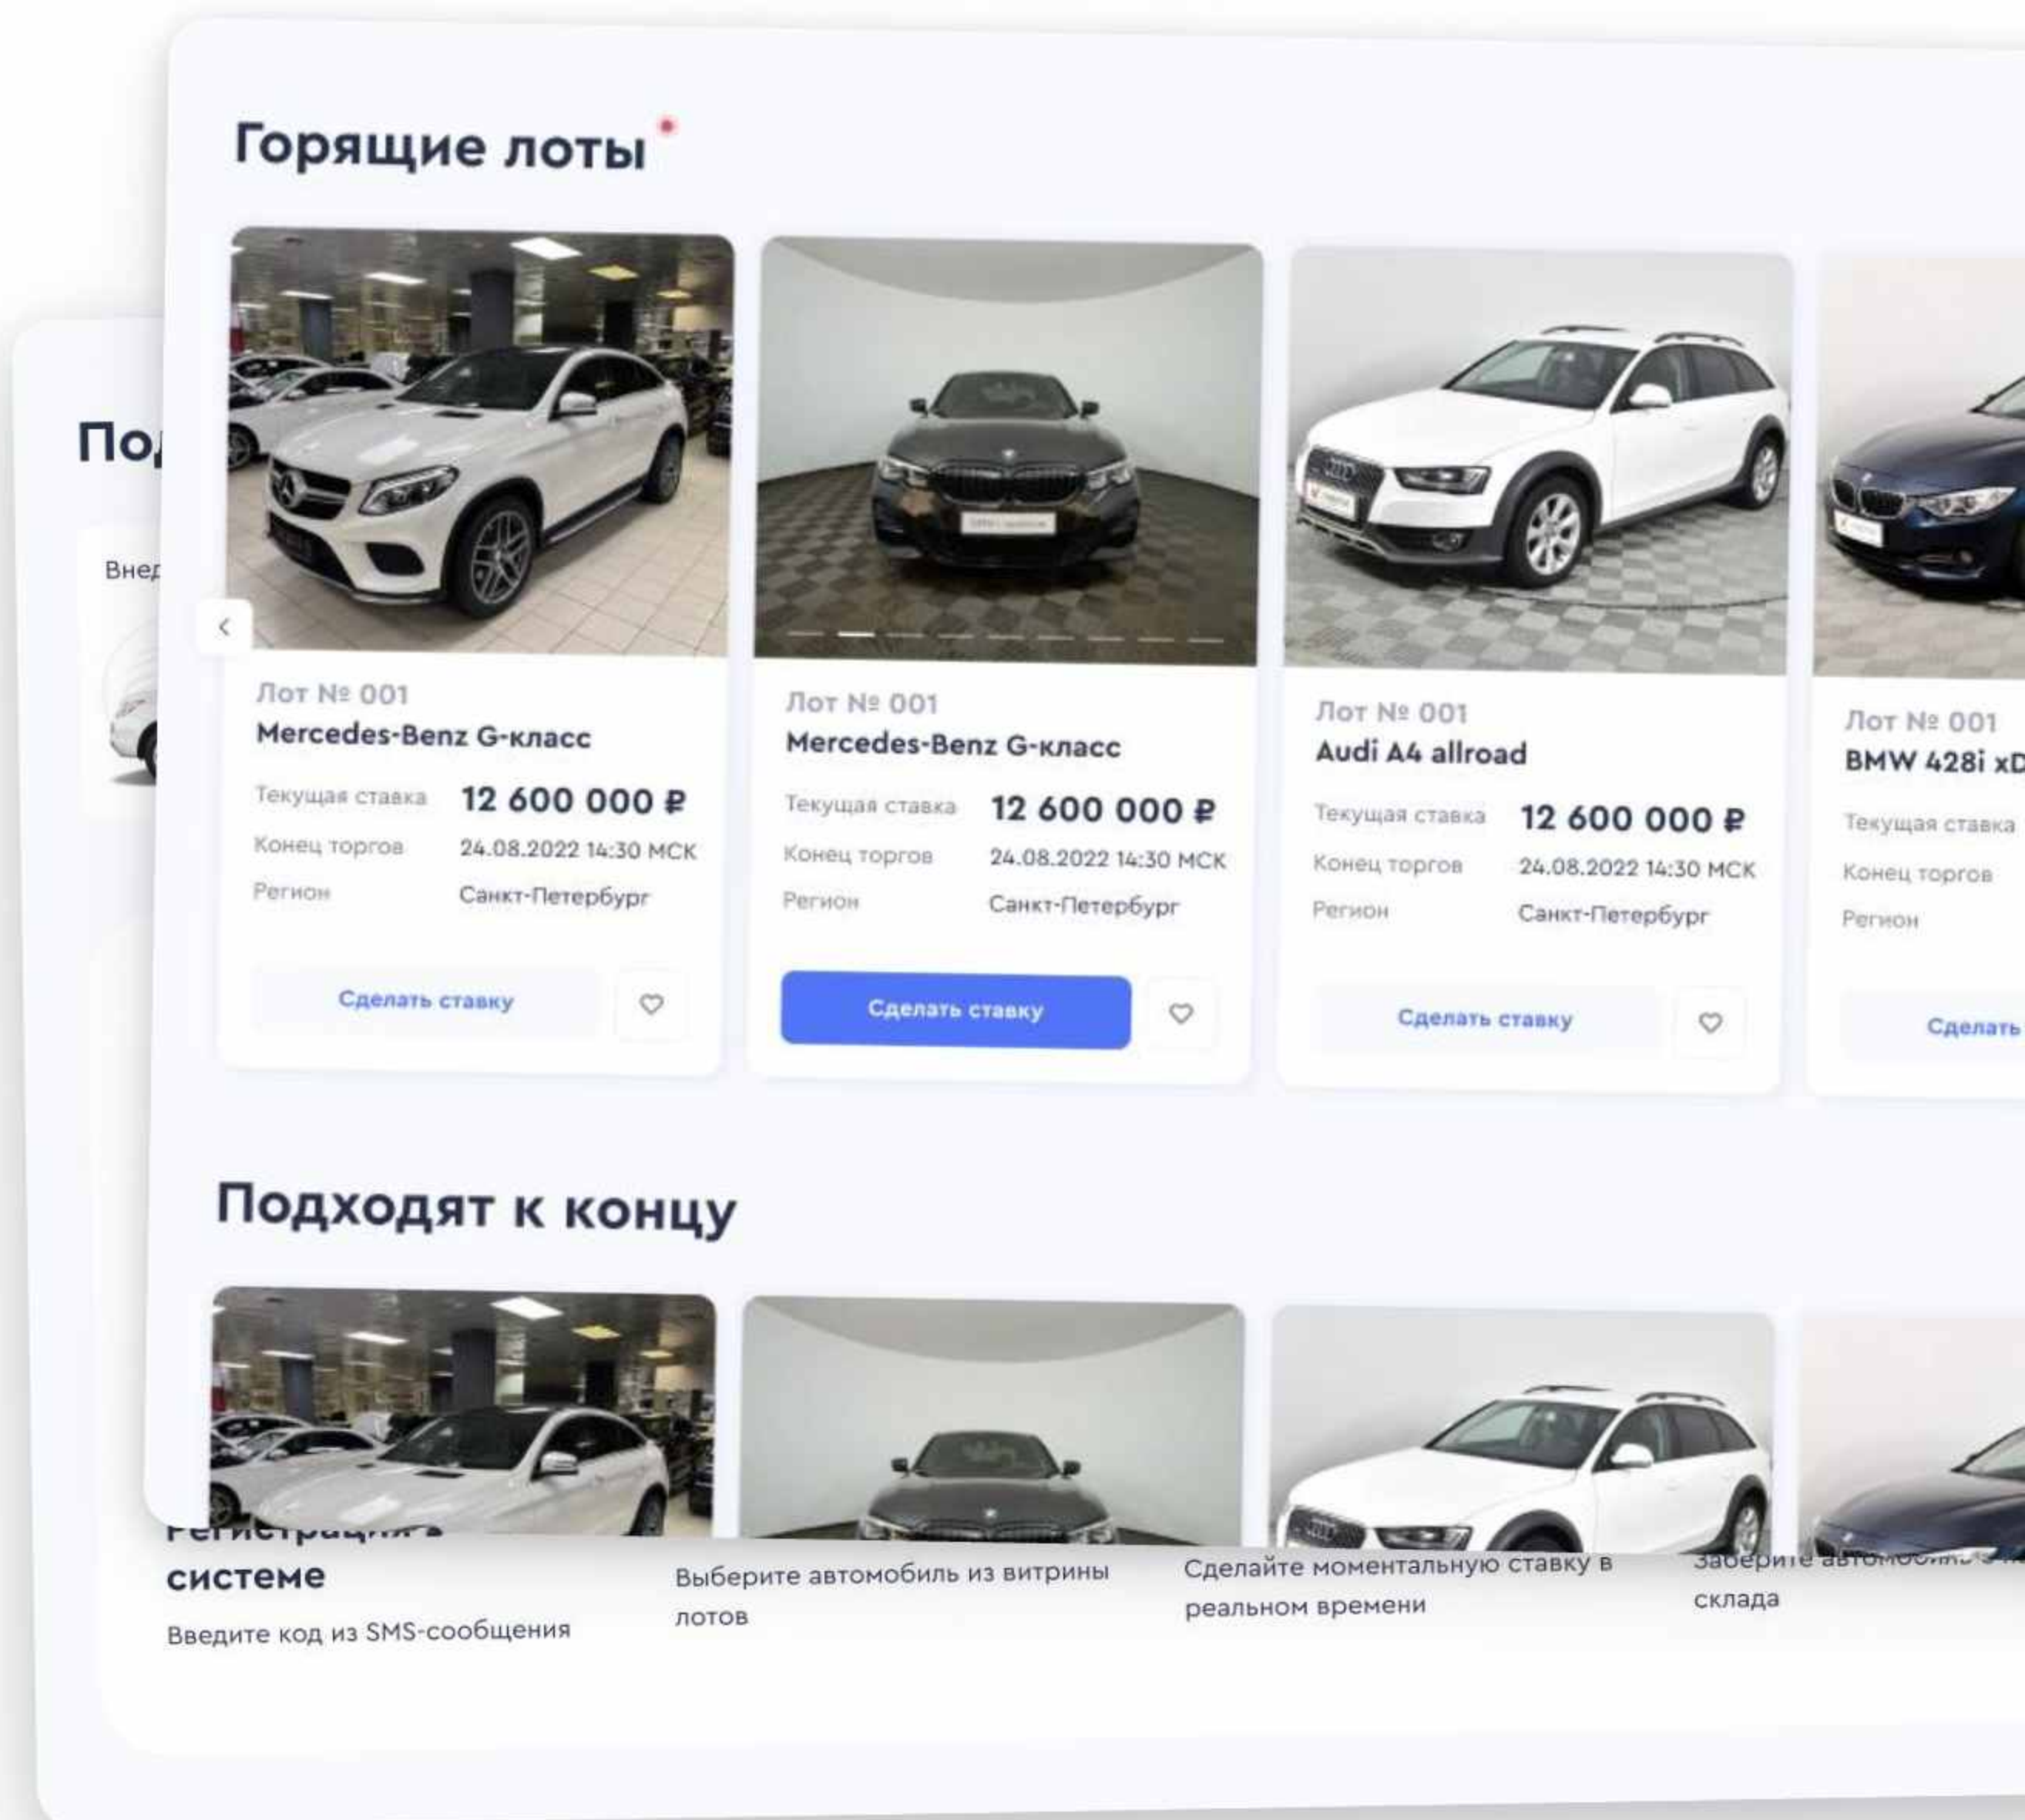 Горящие лоты
Лот № 001
Mercedes-Benz G-класс
Текущая ставка 12 600 000 ₽
Конец торгов 24.08.2022 14:30 МСК
Регион Санкт-Петербург
Сделать ставку
Лот № 001
Mercedes-Benz G-класс
Текущая ставка 12 600 000 ₽
Конец торгов 24.08.2022 14:30 МСК
Регион Санкт-Петербург
Сделать ставку
Лот № 001
Audi A4 allroad
Текущая ставка 12 600 000 ₽
Конец торгов 24.08.2022 14:30 МСК
Регион Санкт-Петербург
Сделать ставку
Лот № 001
BMW 428i xD
Текущая ставка
Конец торгов
Регион
Сделать
Подходят к концу
Внед
Регистрация в
системе
Введите код из SMS-сообщения
Выберите автомобиль из витрины
лотов
Сделайте моментальную ставку в
реальном времени
Заберите автомобиль
склада